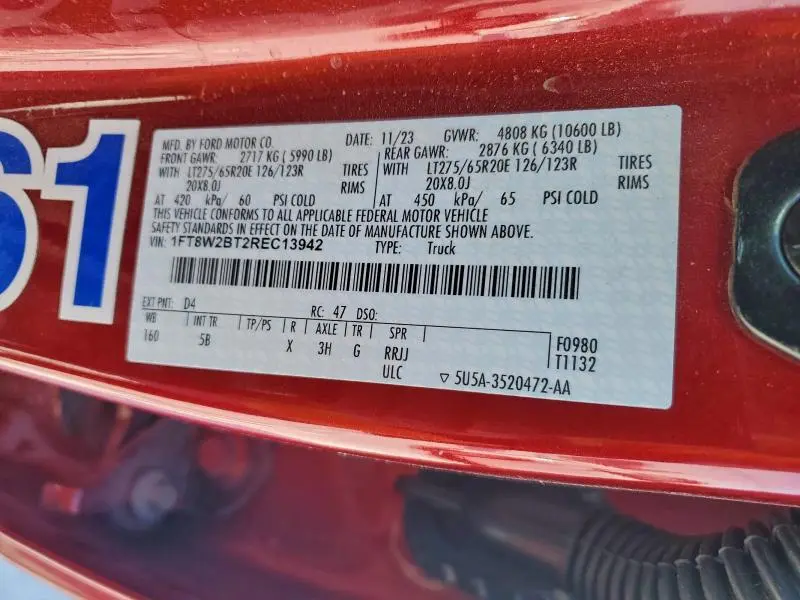 61
MFD. BY FORD MOTOR CO. DATE: 11/23 GVWR: 4808 KG (10600 LB)
FRONT GAWR: 2717 KG (5990 LB) REAR GAWR: 2876 KG (6340 LB)
WITH LT275/65R20E 126/123R TIRES WITH LT275/65R20E 126/123R TIRES
20X8.0J RIMS 20X8.0J RIMS
AT 420 kPa/ 60 PSI COLD AT 450 kPa/ 65 PSI COLD
THIS VEHICLE CONFORMS TO ALL APPLICABLE FEDERAL MOTOR VEHICLE
SAFETY STANDARDS IN EFFECT ON THE DATE OF MANUFACTURE SHOWN ABOVE.
VIN: 1FT8W2BT2REC13942 TYPE: Truck
EXT PNT: D4 RC: 47 DSO:
WB INT TR TP/PS R AXLE TR SPR F0980
160 5B X 3H G RRJJ T1132
ULC ▽ 5U5A-3520472-AA